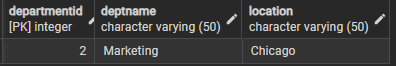 departmentid deptname location
[PK] integer character varying (50) character varying (50)
2 Marketing Chicago